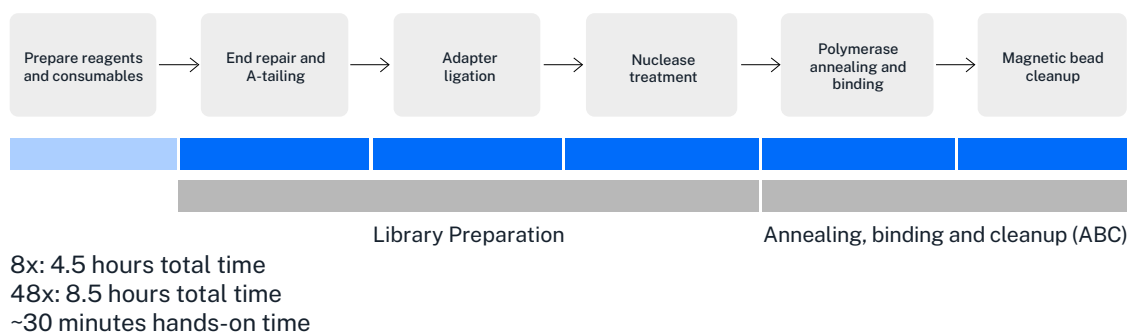 Prepare reagents
and consumables
End repair and
A-tailing
Adapter
ligation
Nuclease
treatment
Polymerase
annealing and
binding
Magnetic bead
cleanup
Library Preparation
Annealing, binding and cleanup (ABC)
8x: 4.5 hours total time
48x: 8.5 hours total time
~30 minutes hands-on time